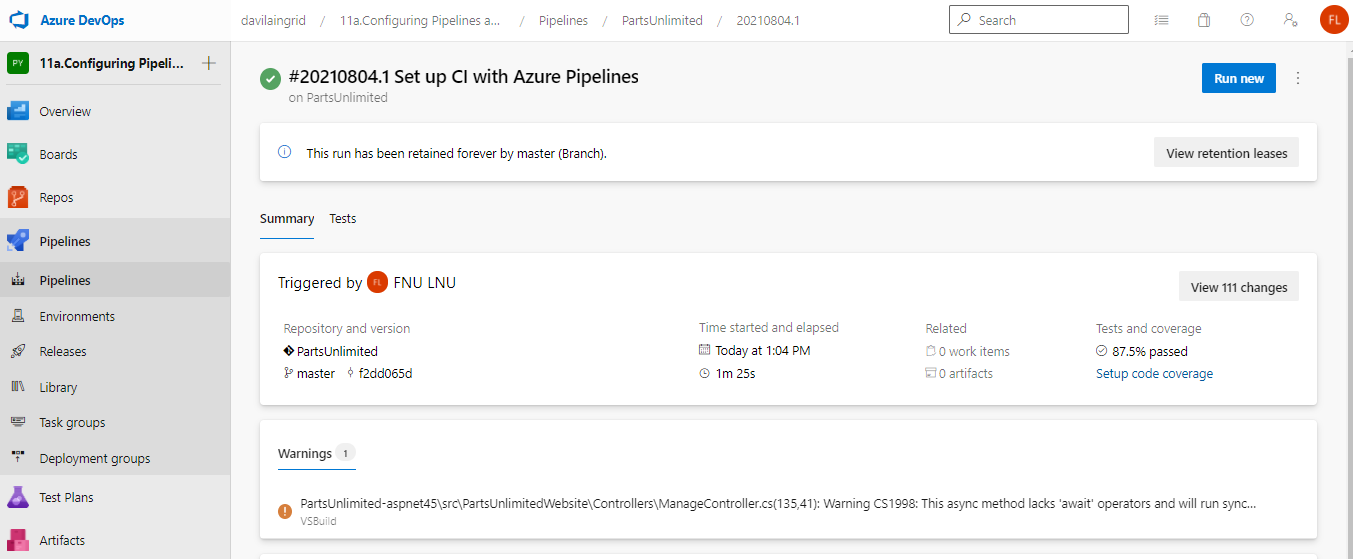 Azure DevOps
davilaingrid / 11a.Configuring Pipelines a... / Pipelines / PartsUnlimited / 20210804.1
Search
FL
PY 11a.Configuring Pipeli...
Overview
Boards
Repos
Pipelines
Pipelines
Environments
Releases
Library
Task groups
Deployment groups
Test Plans
Artifacts
#20210804.1 Set up CI with Azure Pipelines
on PartsUnlimited
Run new
This run has been retained forever by master (Branch).
View retention leases
Summary Tests
Triggered by FL FNU LNU
View 111 changes
Repository and version
PartsUnlimited
master f2dd065d
Time started and elapsed
Today at 1:04 PM
1m 25s
Related
0 work items
0 artifacts
Tests and coverage
87.5% passed
Setup code coverage
Warnings 1
PartsUnlimited-aspnet45\src\PartsUnlimitedWebsite\Controllers\ManageController.cs(135,41): Warning CS1998: This async method lacks 'await' operators and will run sync...
VSBuild